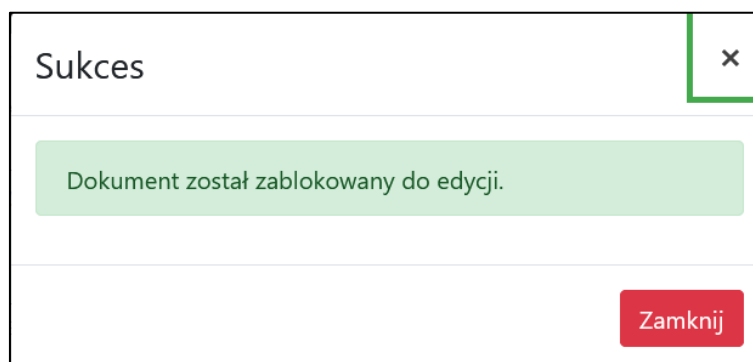 Sukces
×
Dokument został zablokowany do edycji.
Zamknij